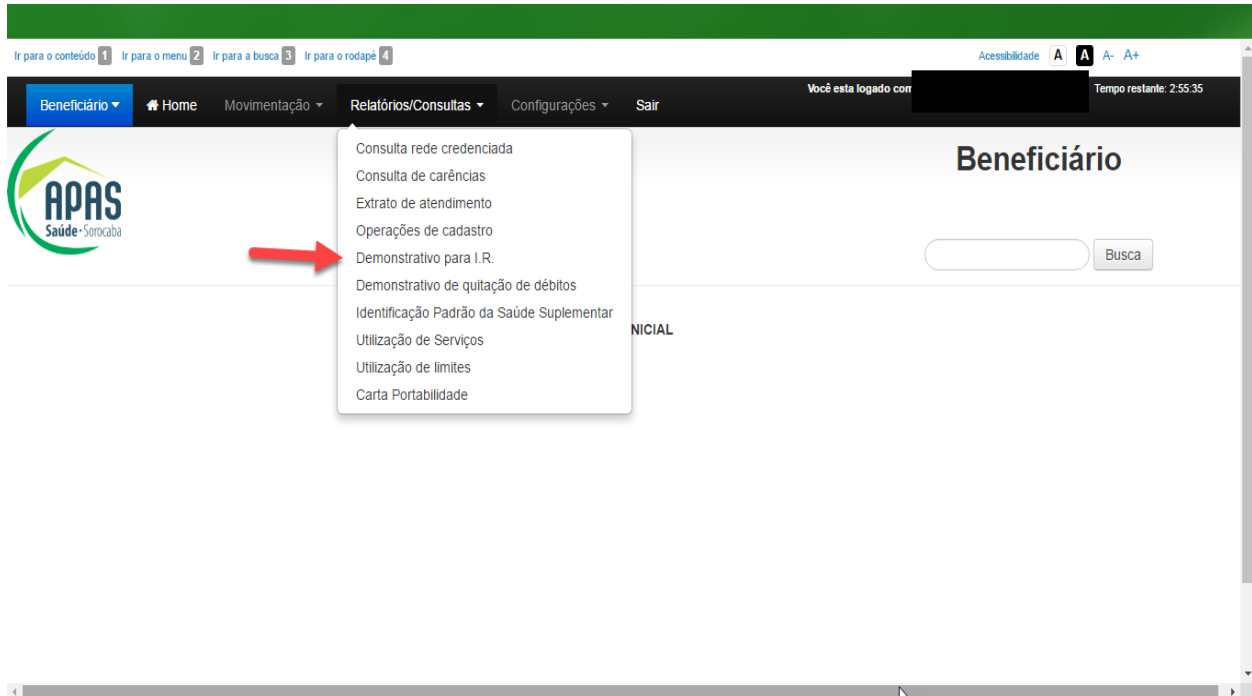 Ir para o conteúdo 1 Ir para o menu 2 Ir para a busca 3 Ir para o rodapé 4 Acessibilidade A A A- A+
Você esta logado com Tempo restante: 2:55:35
Beneficiário Home Movimentação Relatórios/Consultas Configurações Sair
Consulta rede credenciada
Consulta de carências
Extrato de atendimento
Operações de cadastro
Demonstrativo para I.R.
Demonstrativo de quitação de débitos
Identificação Padrão da Saúde Suplementar
Utilização de Serviços
Utilização de limites
Carta Portabilidade
APAS
Saúde·Sorocaba
Beneficiário
Busca
NICIAL